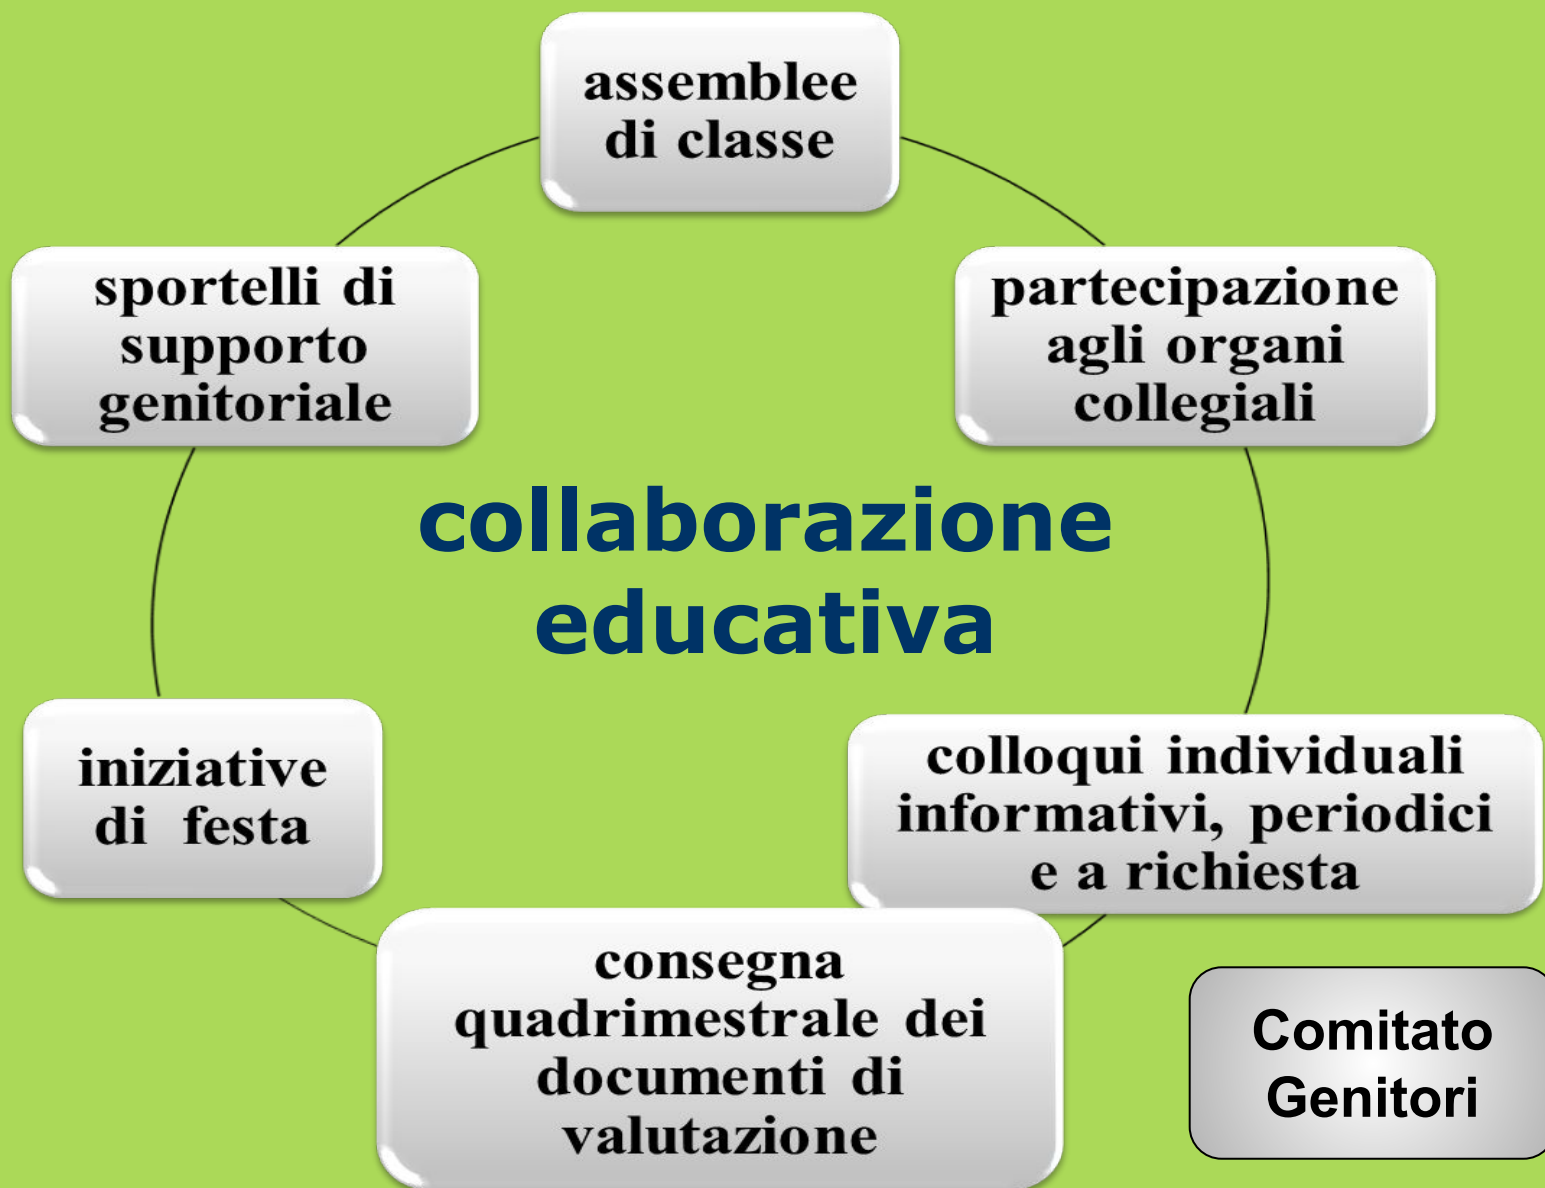 assemblee
di classe
sportelli di
supporto
genitoriale
partecipazione
agli organi
collegiali
collaborazione
educativa
iniziative
di festa
colloqui individuali
informativi, periodici
e a richiesta
consegna
quadrimestrale dei
documenti di
valutazione
Comitato
Genitori